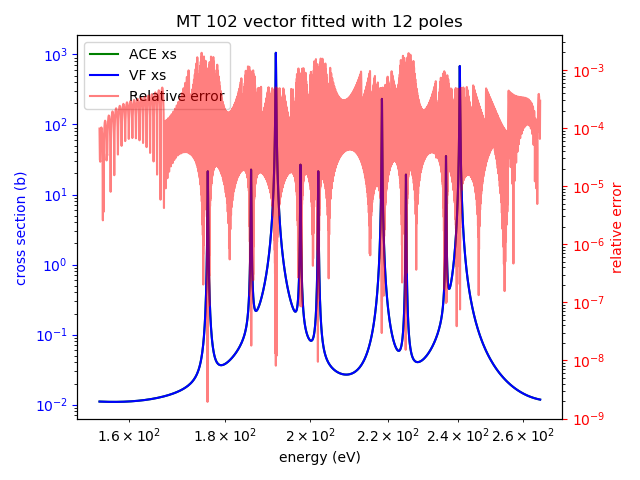 MT 102 vector fitted with 12 poles
ACE xs
VF xs
Relative error
cross section (b)
10³
10²
10¹
10⁰
10⁻¹
10⁻²
relative error
10⁻³
10⁻⁴
10⁻⁵
10⁻⁶
10⁻⁷
10⁻⁸
10⁻⁹
1.6 × 10² 1.8 × 10² 2 × 10² 2.2 × 10² 2.4 × 10² 2.6 × 10²
energy (eV)